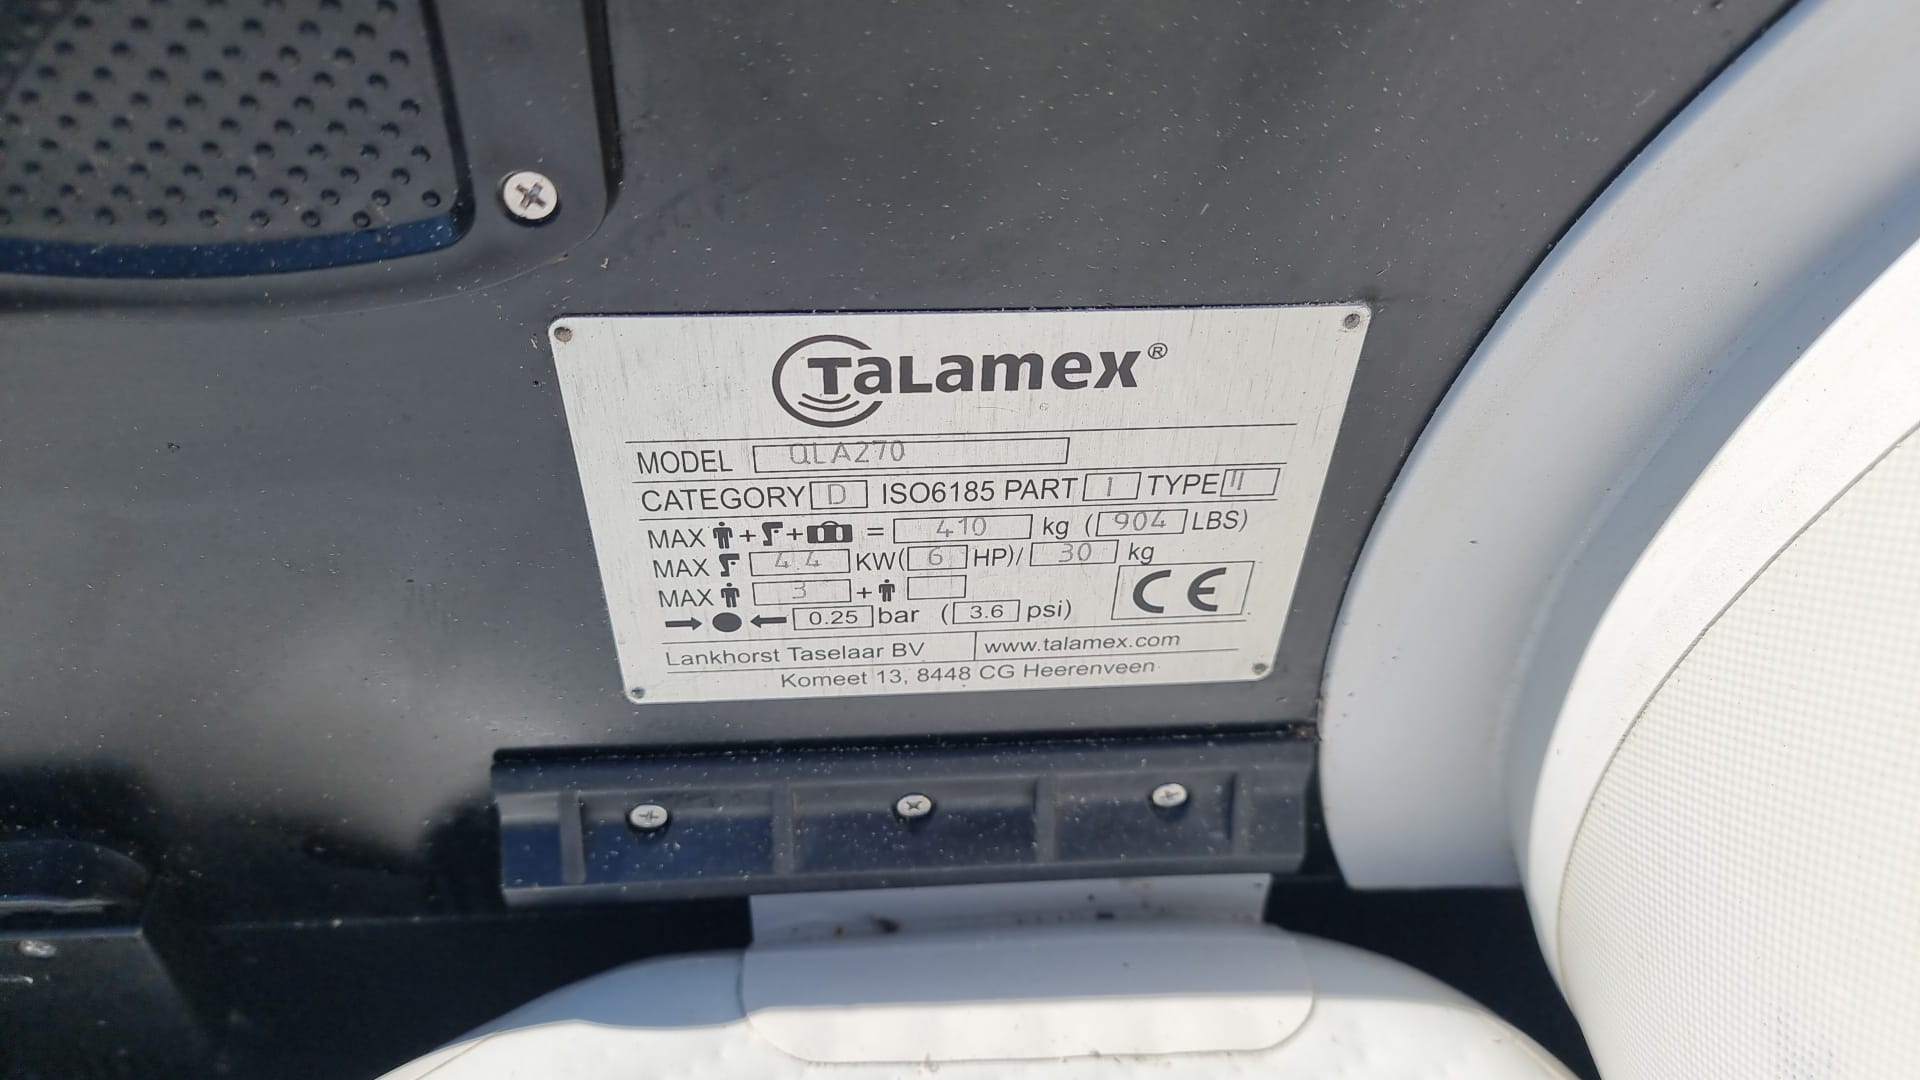 TaLamex®
MODEL QLA270
CATEGORY D ISO6185 PART I TYPE II
MAX + + = 410 kg (904 LBS)
MAX 4.4 KW(6 HP)/ 30 kg
MAX 3 +
0.25 bar (3.6 psi)
CE
Lankhorst Taselaar BV www.talamex.com
Komeet 13, 8448 CG Heerenveen